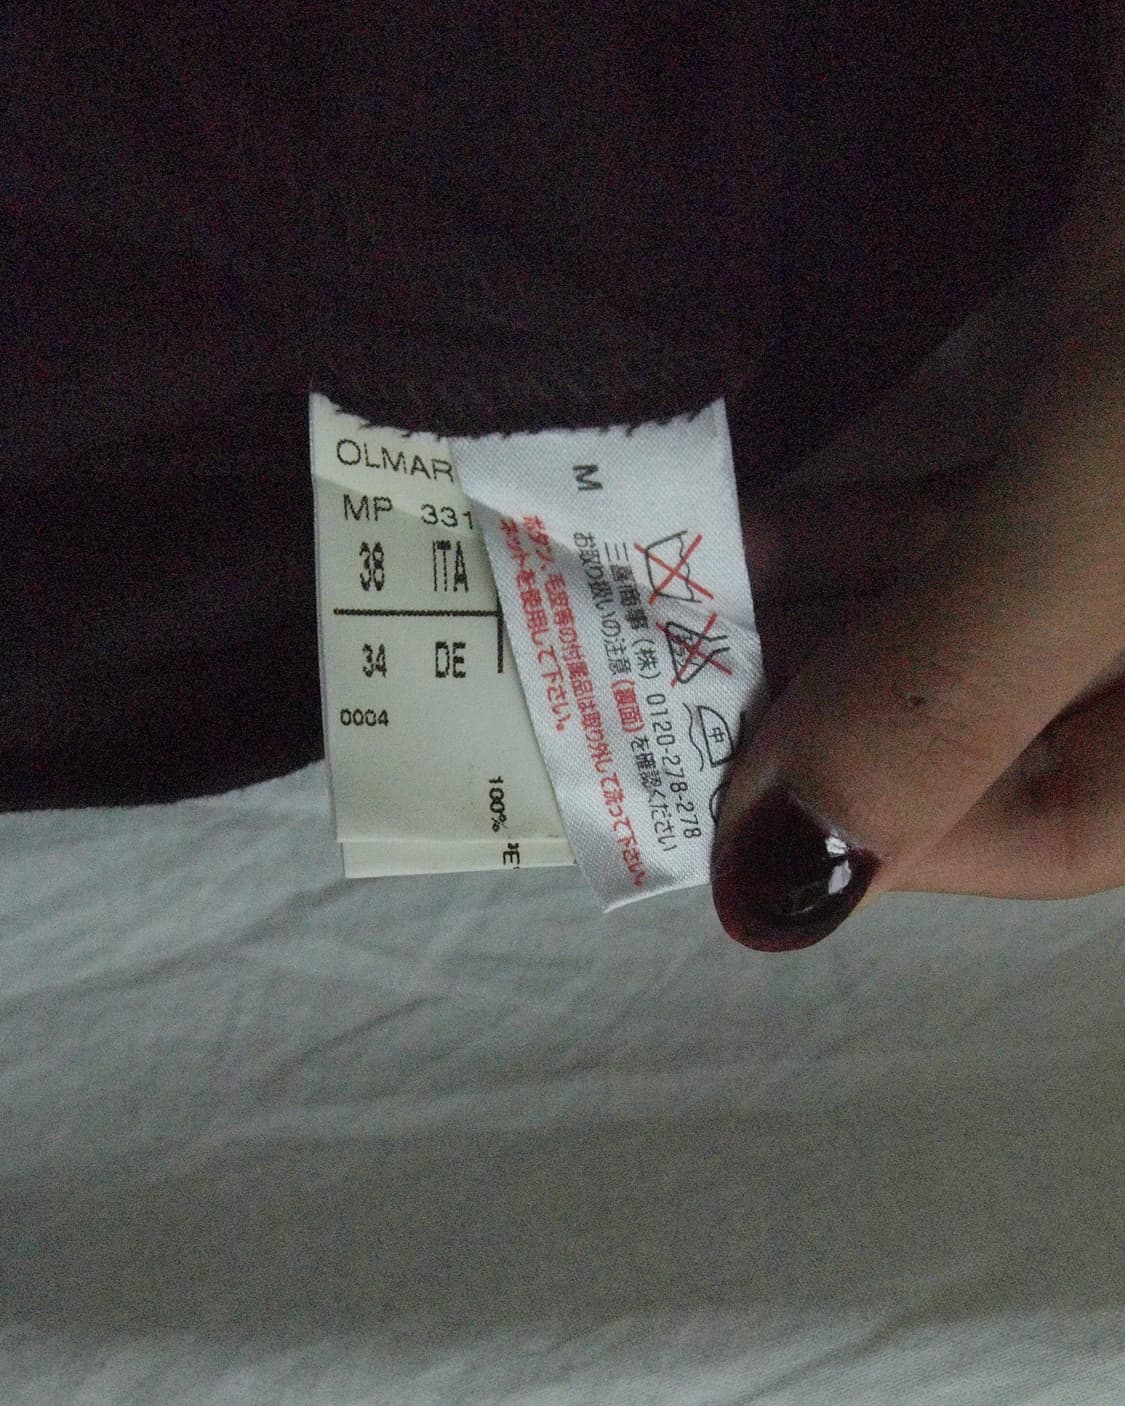 OLMAR
MP 331
38 ITA
34 DE
0004
100%
M
中
三喜商事 (株) 0120-278-278
お取り扱いの注意 (裏面) を確認ください
ボタン、毛皮等の付属品は取り外して洗って下さい。
ネットを使用して下さい。